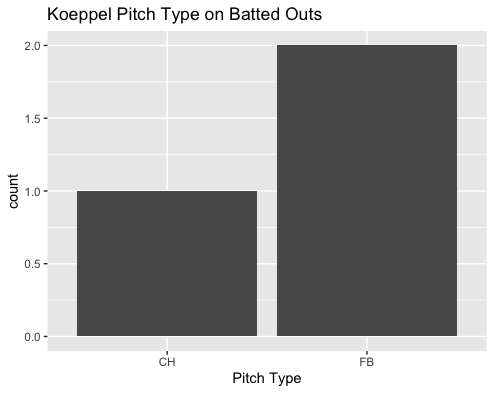 Koeppel Pitch Type on Batted Outs
2.0
1.5
1.0
0.5
0.0
count
CH FB
Pitch Type